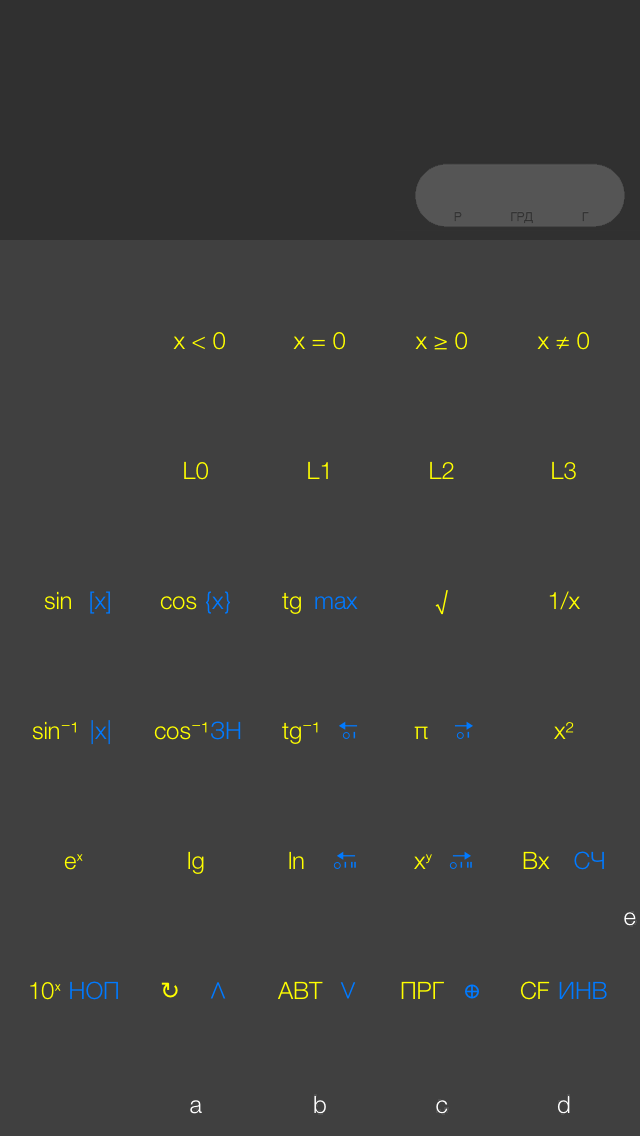 Р ГРД Г
x < 0 x = 0 x ≥ 0 x ≠ 0
L0 L1 L2 L3
sin [x] cos {x} tg max √ 1/x
sin⁻¹ |x| cos⁻¹ ЗН tg⁻¹ ←о׀ π →о׀ x²
eˣ lg ln ←о׀॥ xʸ →о׀॥ Bx СЧ
e
10ˣ НОП ↻ Λ АВТ V ПРГ ⊕ CF ИНВ
a b c d